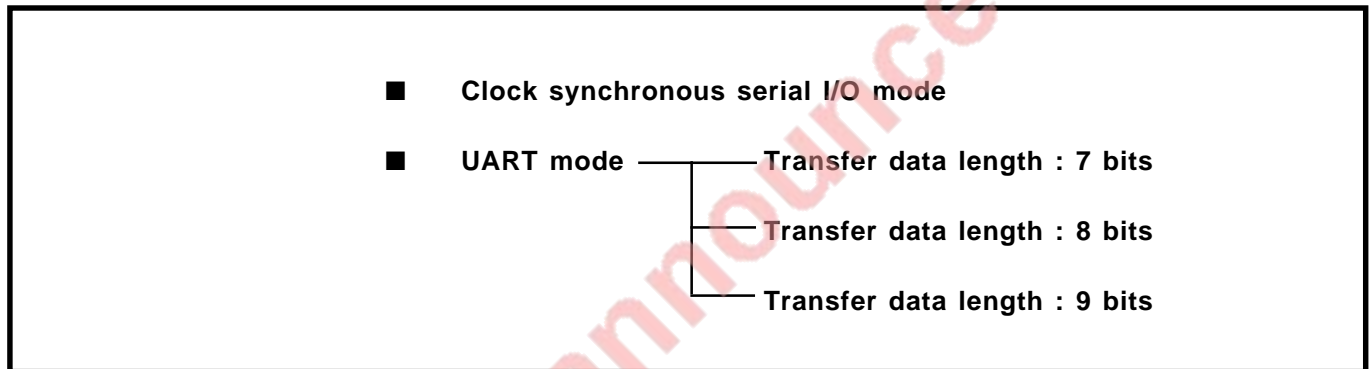 ■ Clock synchronous serial I/O mode
■ UART mode Transfer data length : 7 bits
Transfer data length : 8 bits
Transfer data length : 9 bits